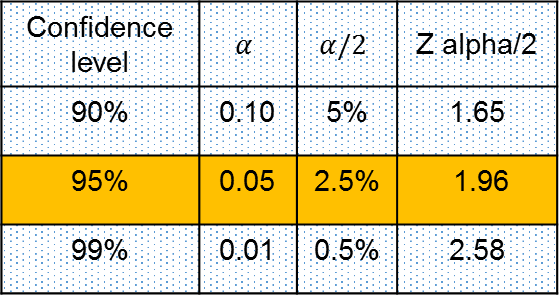 Confidence level α α/2 Z alpha/2
90% 0.10 5% 1.65
95% 0.05 2.5% 1.96
99% 0.01 0.5% 2.58